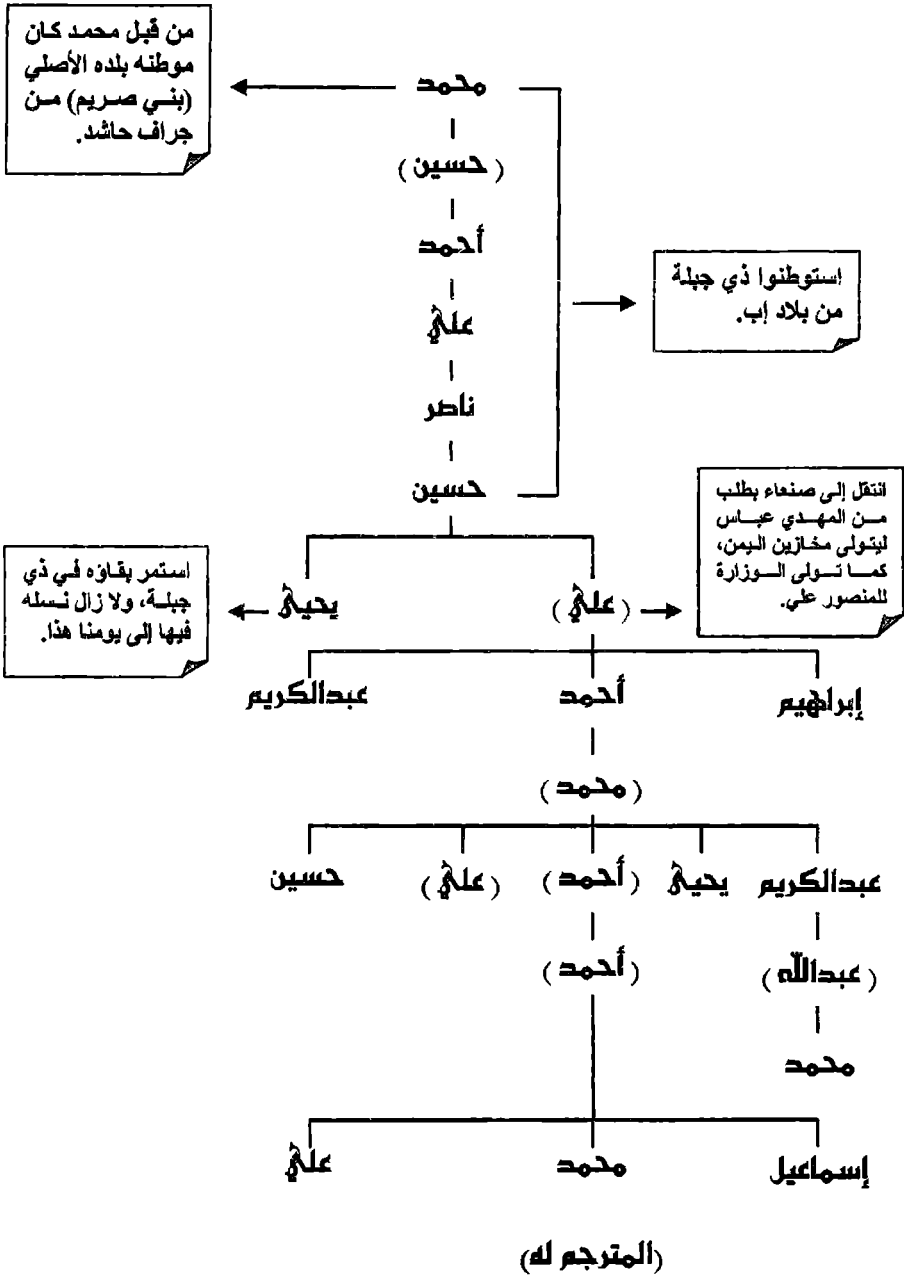 من قبل محمد كان
موطنه بلده الأصلي
(بني صريم) من
جراف حاشد.
محمد
(حسين)
أحمد
استوطنوا ذي جبلة
من بلاد إب.
علي
ناصر
حسين
انتقل إلى صنعاء بطلب
من المهدي عباس
ليتولى مخازين اليمن،
كما تولى الوزارة
للمنصور علي.
(علي) يحيى
استمر بقاؤه في ذي
جبلة، ولا زال نسله
فيها إلى يومنا هذا.
إبراهيم أحمد عبدالكريم
(محمد)
عبدالكريم يحيى (أحمد) (علي) حسين
(عبدالله) (أحمد)
محمد
إسماعيل محمد علي
(المترجم له)